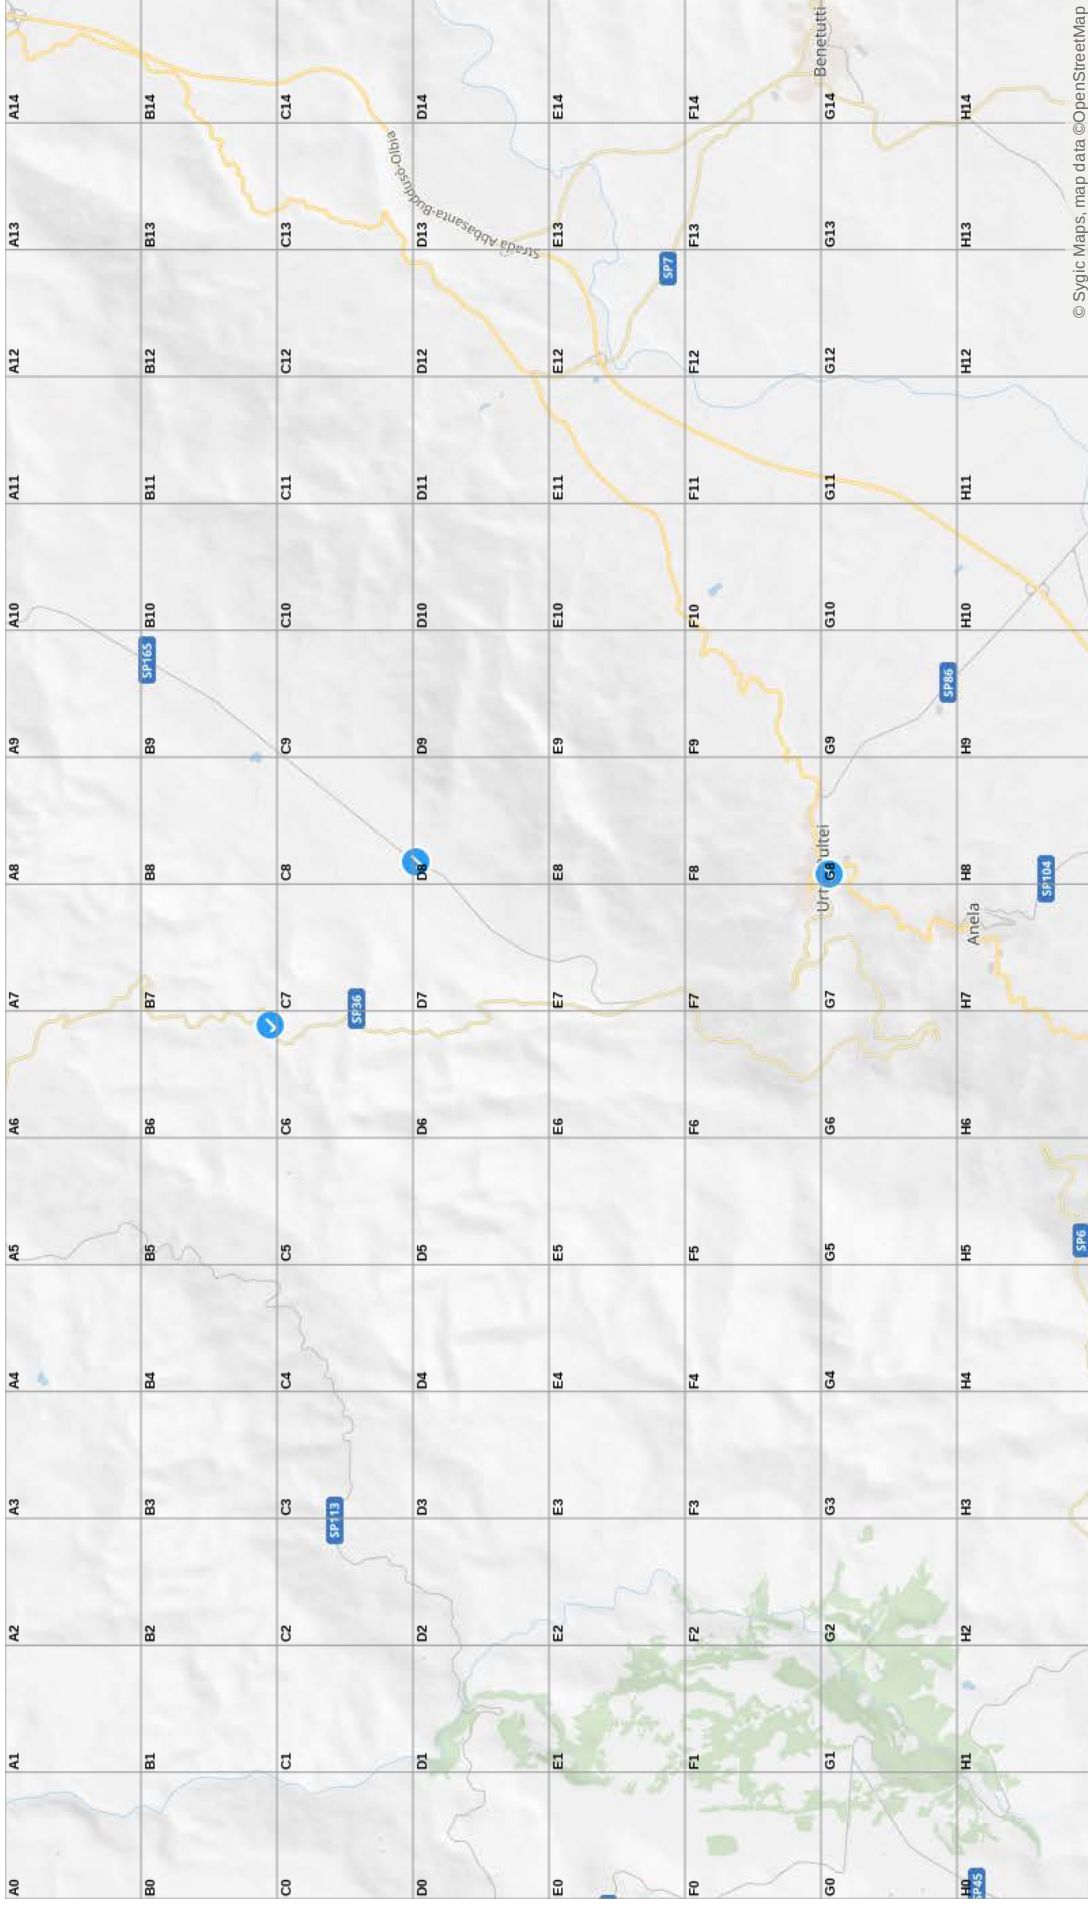 A0 A1 A2 A3 A4 A5 A6 A7 A8 A9 A10 A11 A12 A13 A14
B0 B1 B2 B3 B4 B5 B6 B7 B8 B9 B10 B11 B12 B13 B14
SP165
C0 C1 C2 C3 C4 C5 C6 C7 C8 C9 C10 C11 C12 C13 C14
SP113
SP36
Strada Abbasanta-Buddusò-Olbia
D0 D1 D2 D3 D4 D5 D6 D7 D8 D9 D10 D11 D12 D13 D14
E0 E1 E2 E3 E4 E5 E6 E7 E8 E9 E10 E11 E12 E13 E14
SP7
F0 F1 F2 F3 F4 F5 F6 F7 F8 F9 F10 F11 F12 F13 F14
Benetutti
G0 G1 G2 G3 G4 G5 G6 G7 G8 G9 G10 G11 G12 G13 G14
SP86
H0 H1 H2 H3 H4 H5 H6 H7 H8 H9 H10 H11 H12 H13 H14
Anela
SP104
SP6
© Sygic Maps, map data ©OpenStreetMap